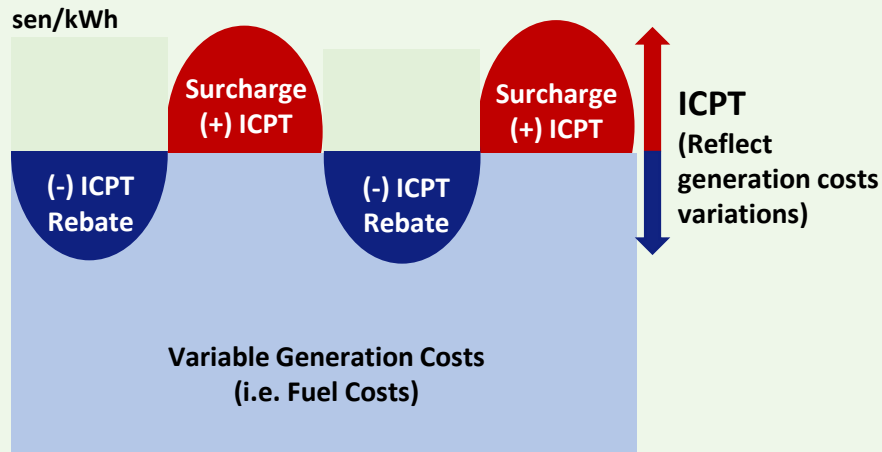 sen/kWh
Surcharge
(+) ICPT
Surcharge
(+) ICPT
ICPT
(Reflect
generation costs
variations)
(-) ICPT
Rebate
(-) ICPT
Rebate
Variable Generation Costs
(i.e. Fuel Costs)